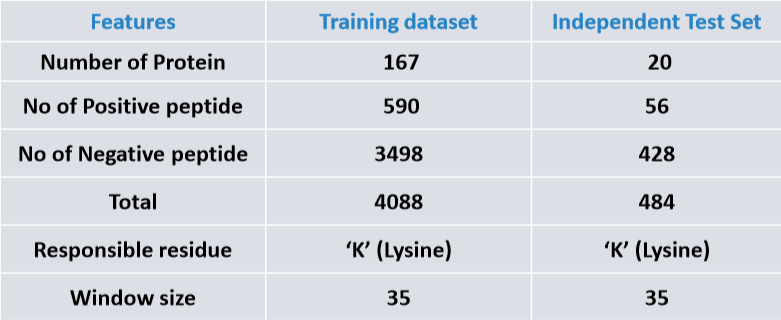 Features Training dataset Independent Test Set
Number of Protein 167 20
No of Positive peptide 590 56
No of Negative peptide 3498 428
Total 4088 484
Responsible residue ‘K’ (Lysine) ‘K’ (Lysine)
Window size 35 35